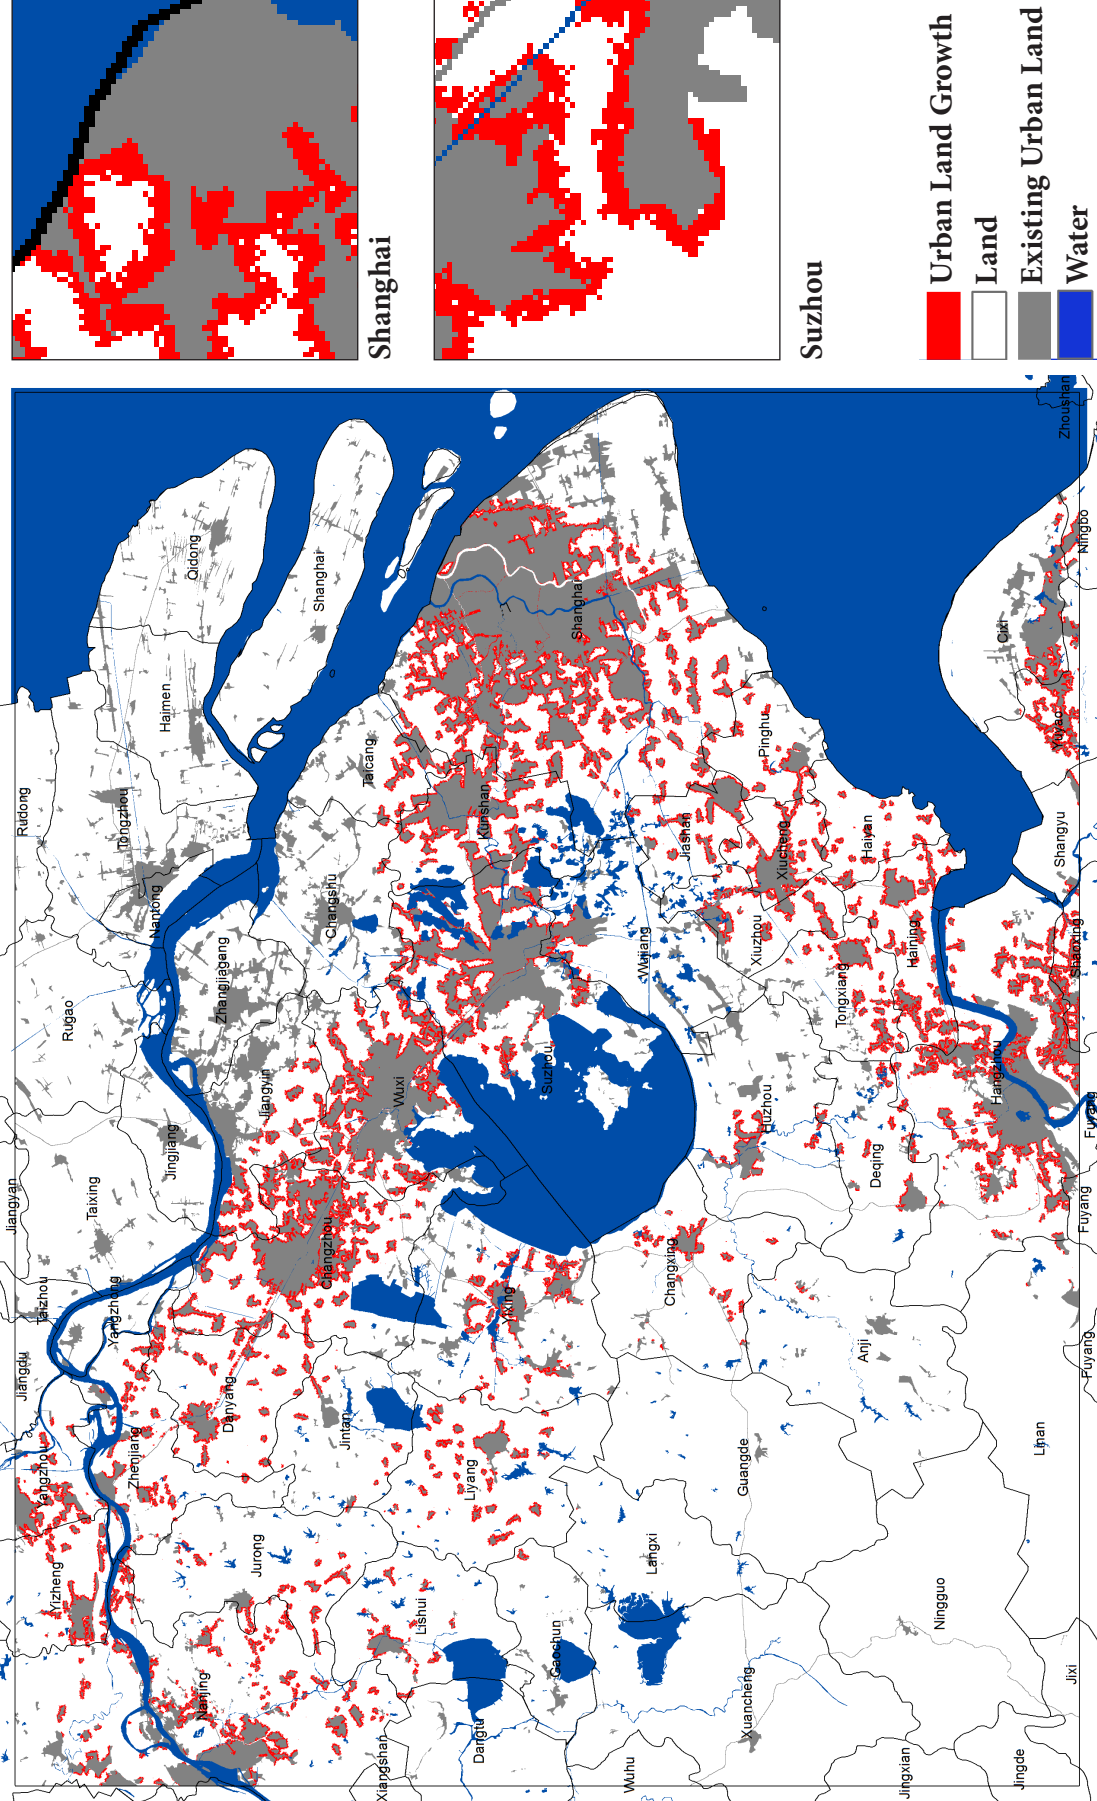 Jiangyan
Jiangdu
Rudong
Yangzhou
Taizhou
Yizheng
Rugao
Taixing
Yangzhong
Tongzhou
Zhenjiang
Nantong
Haimen
Jingjiang
Qidong
Nanjing
Zhangjiagang
Danyang
Jurong
Jiangyin
Shanghai
Changzhou
Changshu
Jintan
Taicang
Xiangshan
Wuxi
Lishui
Liyang
Dangtu
Kunshan
Yixing
Suzhou
Gaochun
Shanghai
Wuhu
Wujiang
Langxi
Changxing
Jiashan
Guangde
Xuancheng
Xiuzhou
Pinghu
Huzhou
Xiucheng
Tongxiang
Anji
Haiyan
Deqing
Jingxian
Haining
Ningguo
Hangzhou
Cixi
Jingde
Linan
Yuyao
Shangyu
Zhoushan
Jixi
Shaoxing
Fuyang
Ningbo
Fuyang
Fuyang
Shanghai
Suzhou
Urban Land Growth
Land
Existing Urban Land
Water